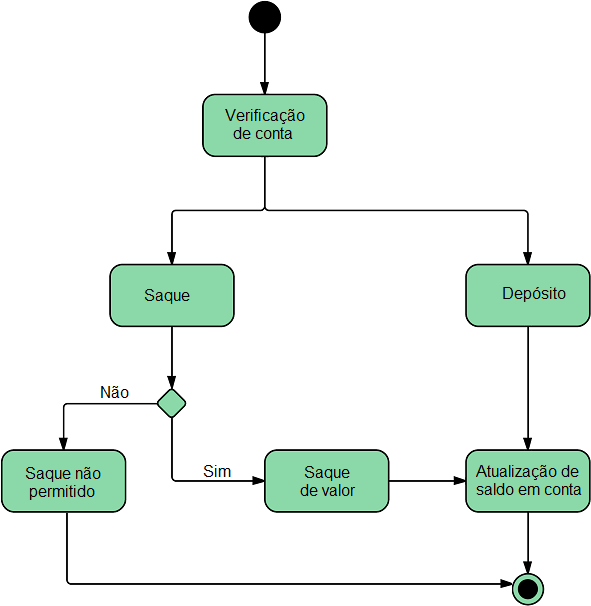 Verificação
de conta
Saque
Depósito
Não
Sim
Saque não
permitido
Saque
de valor
Atualização de
saldo em conta